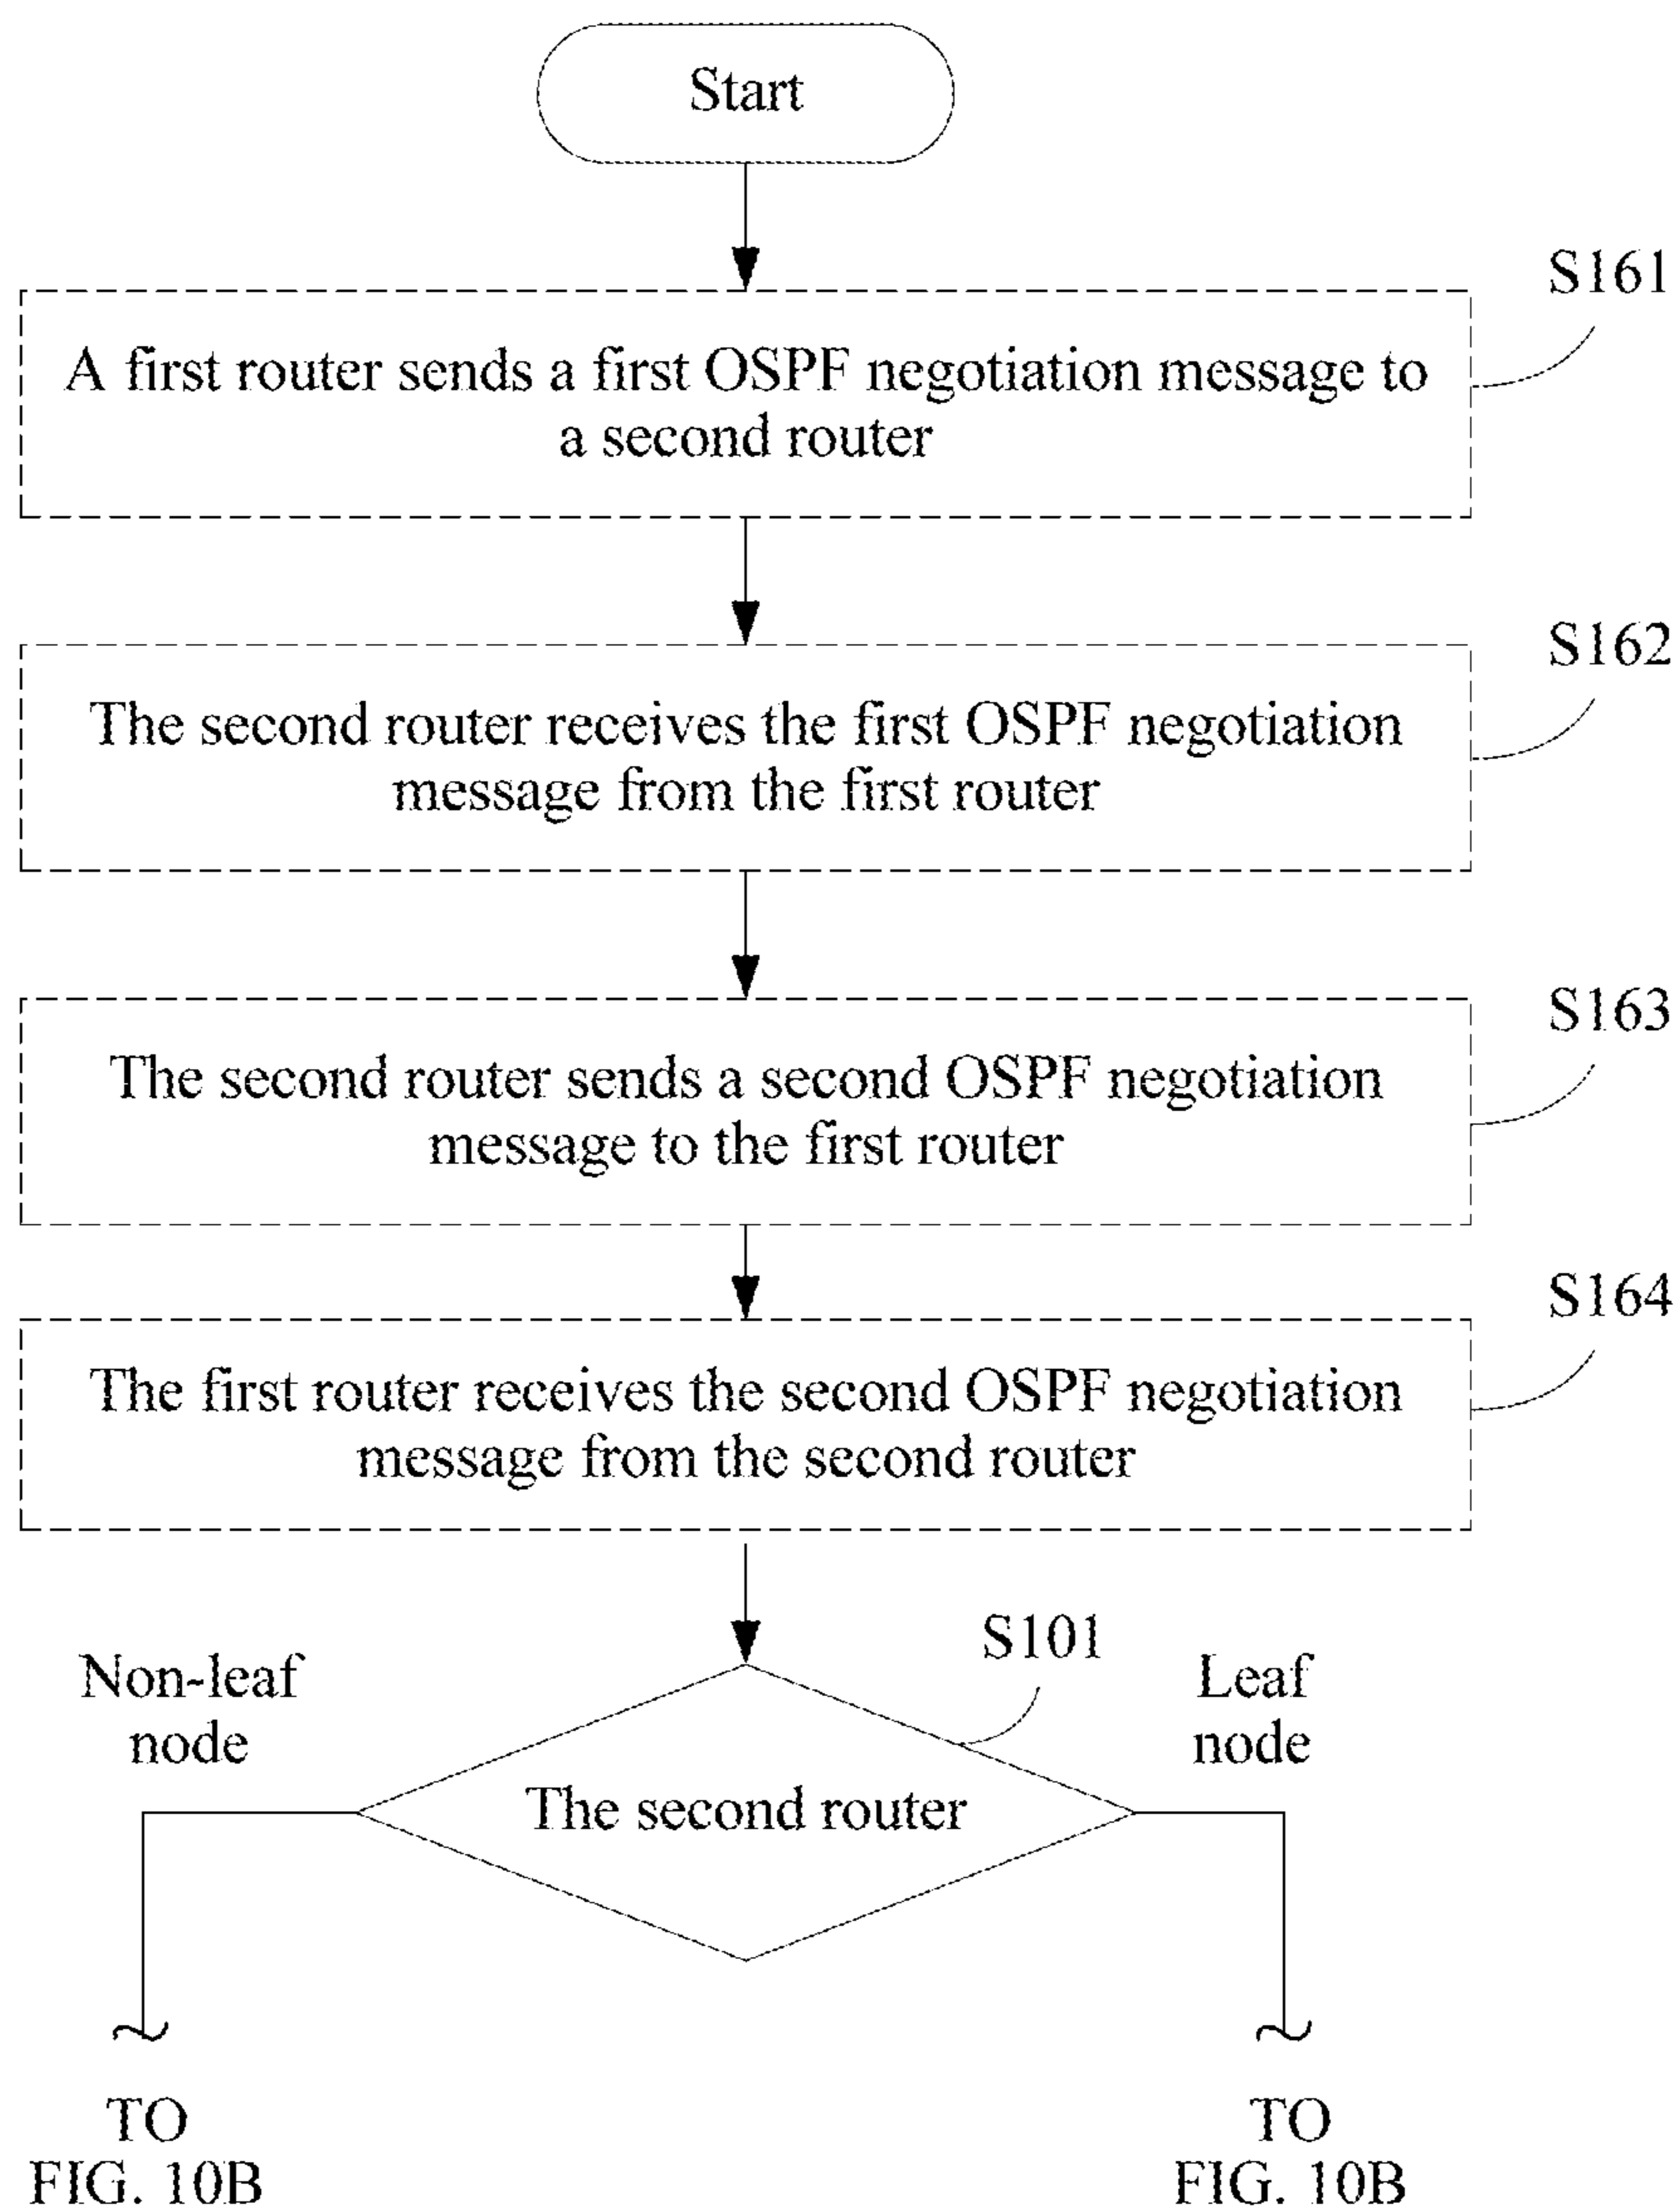 Start
S161
A first router sends a first OSPF negotiation message to
a second router
S162
The second router receives the first OSPF negotiation
message from the first router
S163
The second router sends a second OSPF negotiation
message to the first router
S164
The first router receives the second OSPF negotiation
message from the second router
S101
Non-leaf
node
Leaf
node
The second router
TO
FIG. 10B
TO
FIG. 10B